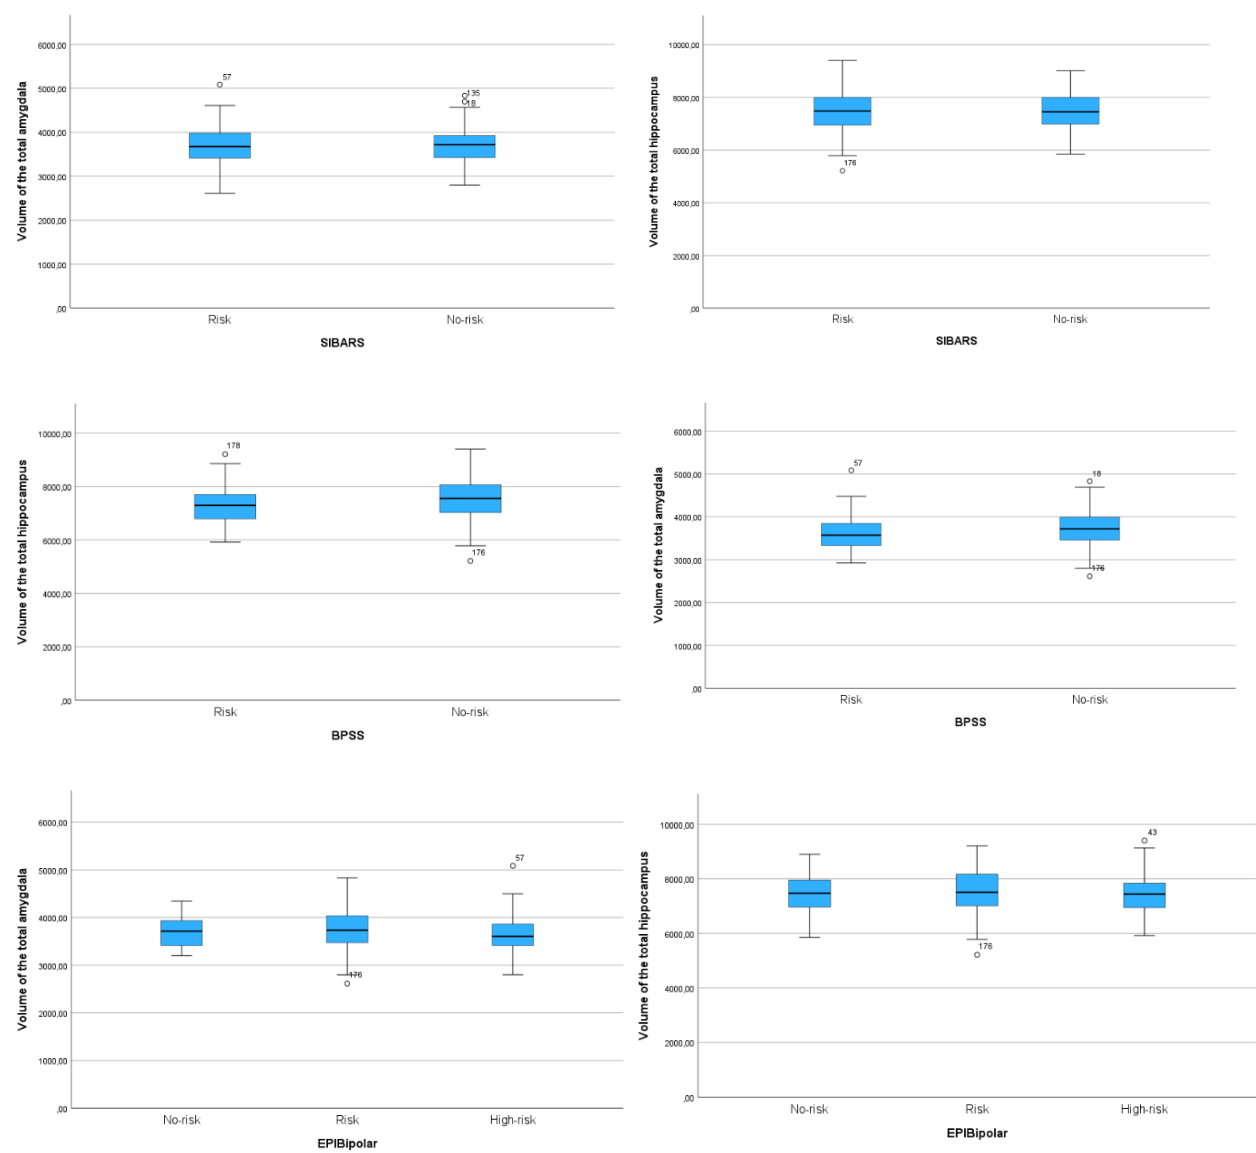 Volume of the total amygdala
6000,00
5000,00
4000,00
3000,00
2000,00
1000,00
,00
57
135
18
Risk No-risk
SIBARS
Volume of the total hippocampus
10000,00
8000,00
6000,00
4000,00
2000,00
,00
176
Risk No-risk
SIBARS
Volume of the total hippocampus
10000,00
8000,00
6000,00
4000,00
2000,00
,00
178
176
Risk No-risk
BPSS
Volume of the total amygdala
6000,00
5000,00
4000,00
3000,00
2000,00
1000,00
,00
57
18
176
Risk No-risk
BPSS
Volume of the total amygdala
6000,00
5000,00
4000,00
3000,00
2000,00
1000,00
,00
176
57
No-risk Risk High-risk
EPIBipolar
Volume of the total hippocampus
10000,00
8000,00
6000,00
4000,00
2000,00
,00
176
43
No-risk Risk High-risk
EPIBipolar